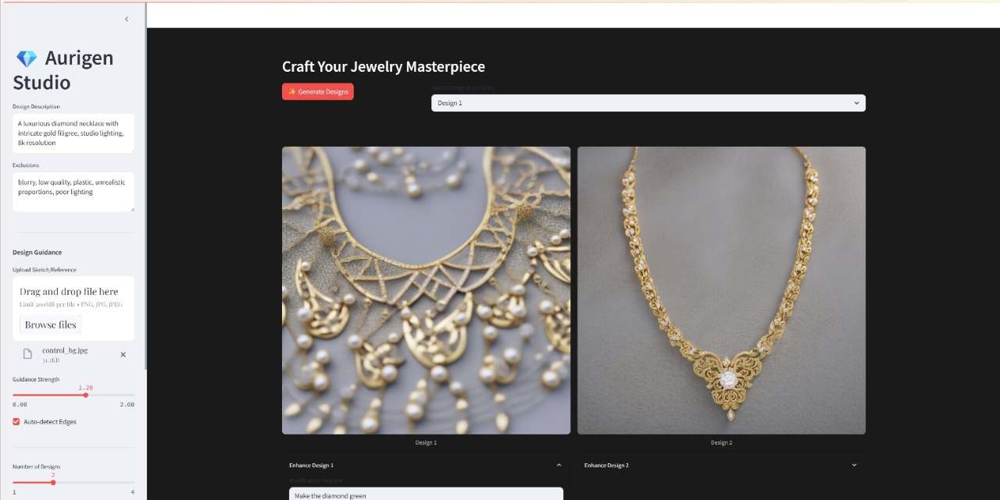 Aurigen
Studio
Design Description
A luxurious diamond necklace with
intricate gold filigree, studio lighting,
8k resolution
Exclusions
blurry, low quality, plastic, unrealistic
proportions, poor lighting
Design Guidance
Upload Sketch/Reference
Drag and drop file here
Limit 200MB per file • PNG, JPG, JPEG
Browse files
control_bg.jpg
31.2KB
Guidance Strength
1.20
0.00 2.00
Auto-detect Edges
Number of Designs
2
1 4
Craft Your Jewelry Masterpiece
✨ Generate Designs
Select Design to Enhance
Design 1
Design 1
Design 2
Enhance Design 1
Enhance Design 2
Modification Request
Make the diamond green